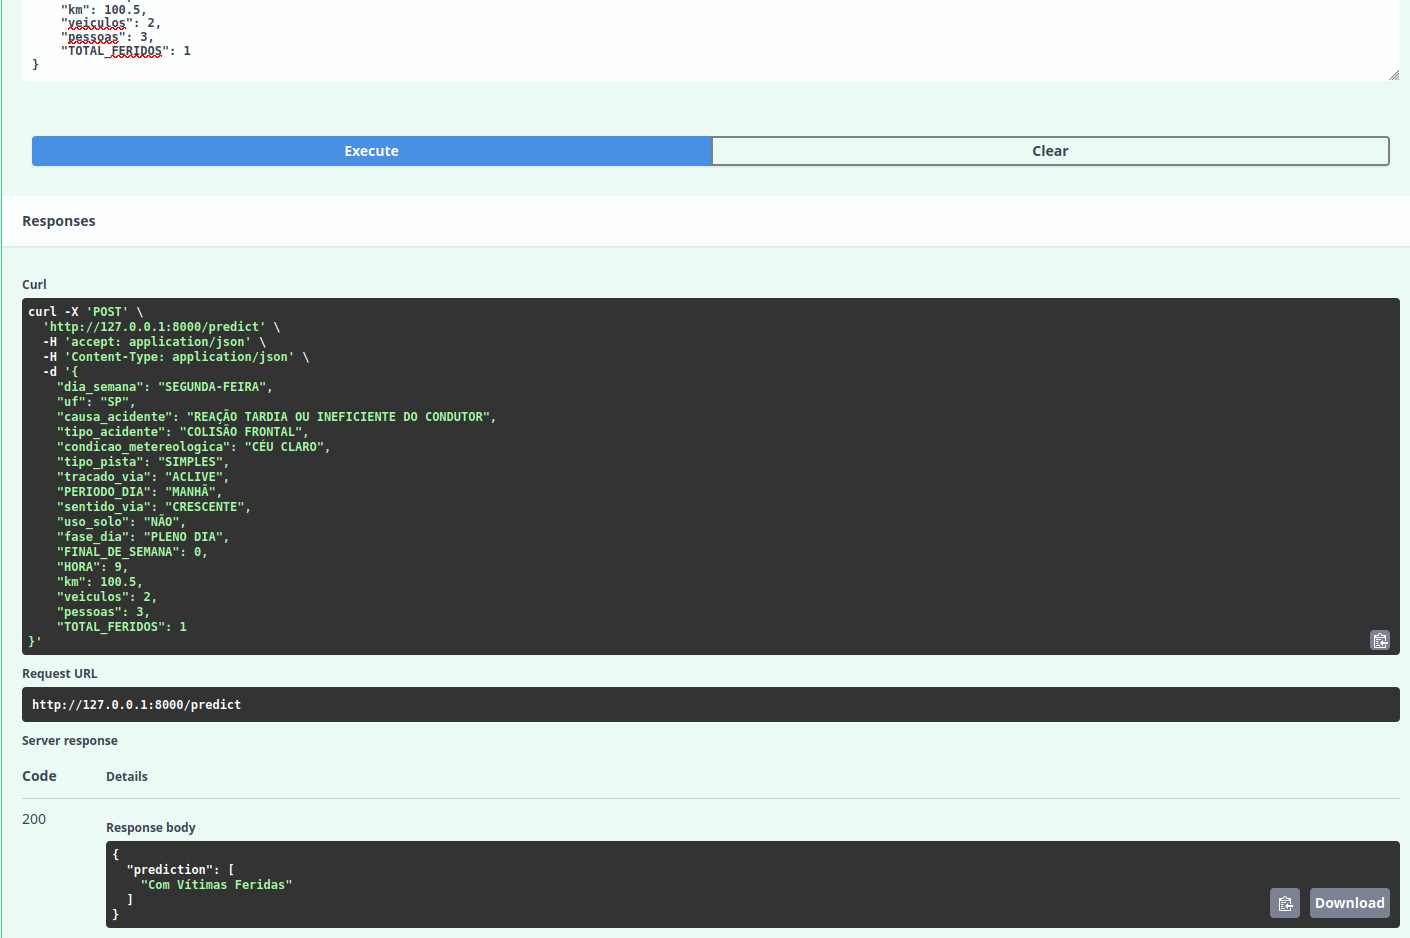 "km": 100.5,
"veiculos": 2,
"pessoas": 3,
"TOTAL_FERIDOS": 1
}
Execute
Clear
Responses
Curl
curl -X 'POST' \
'http://127.0.0.1:8000/predict' \
-H 'accept: application/json' \
-H 'Content-Type: application/json' \
-d '{
"dia_semana": "SEGUNDA-FEIRA",
"uf": "SP",
"causa_acidente": "REAÇÃO TARDIA OU INEFICIENTE DO CONDUTOR",
"tipo_acidente": "COLISÃO FRONTAL",
"condicao_metereologica": "CÉU CLARO",
"tipo_pista": "SIMPLES",
"tracado_via": "ACLIVE",
"PERIODO_DIA": "MANHÃ",
"sentido_via": "CRESCENTE",
"uso_solo": "NÃO",
"fase_dia": "PLENO DIA",
"FINAL_DE_SEMANA": 0,
"HORA": 9,
"km": 100.5,
"veiculos": 2,
"pessoas": 3,
"TOTAL_FERIDOS": 1
}'
Request URL
http://127.0.0.1:8000/predict
Server response
Code
Details
200
Response body
{
"prediction": [
"Com Vítimas Feridas"
]
}
Download